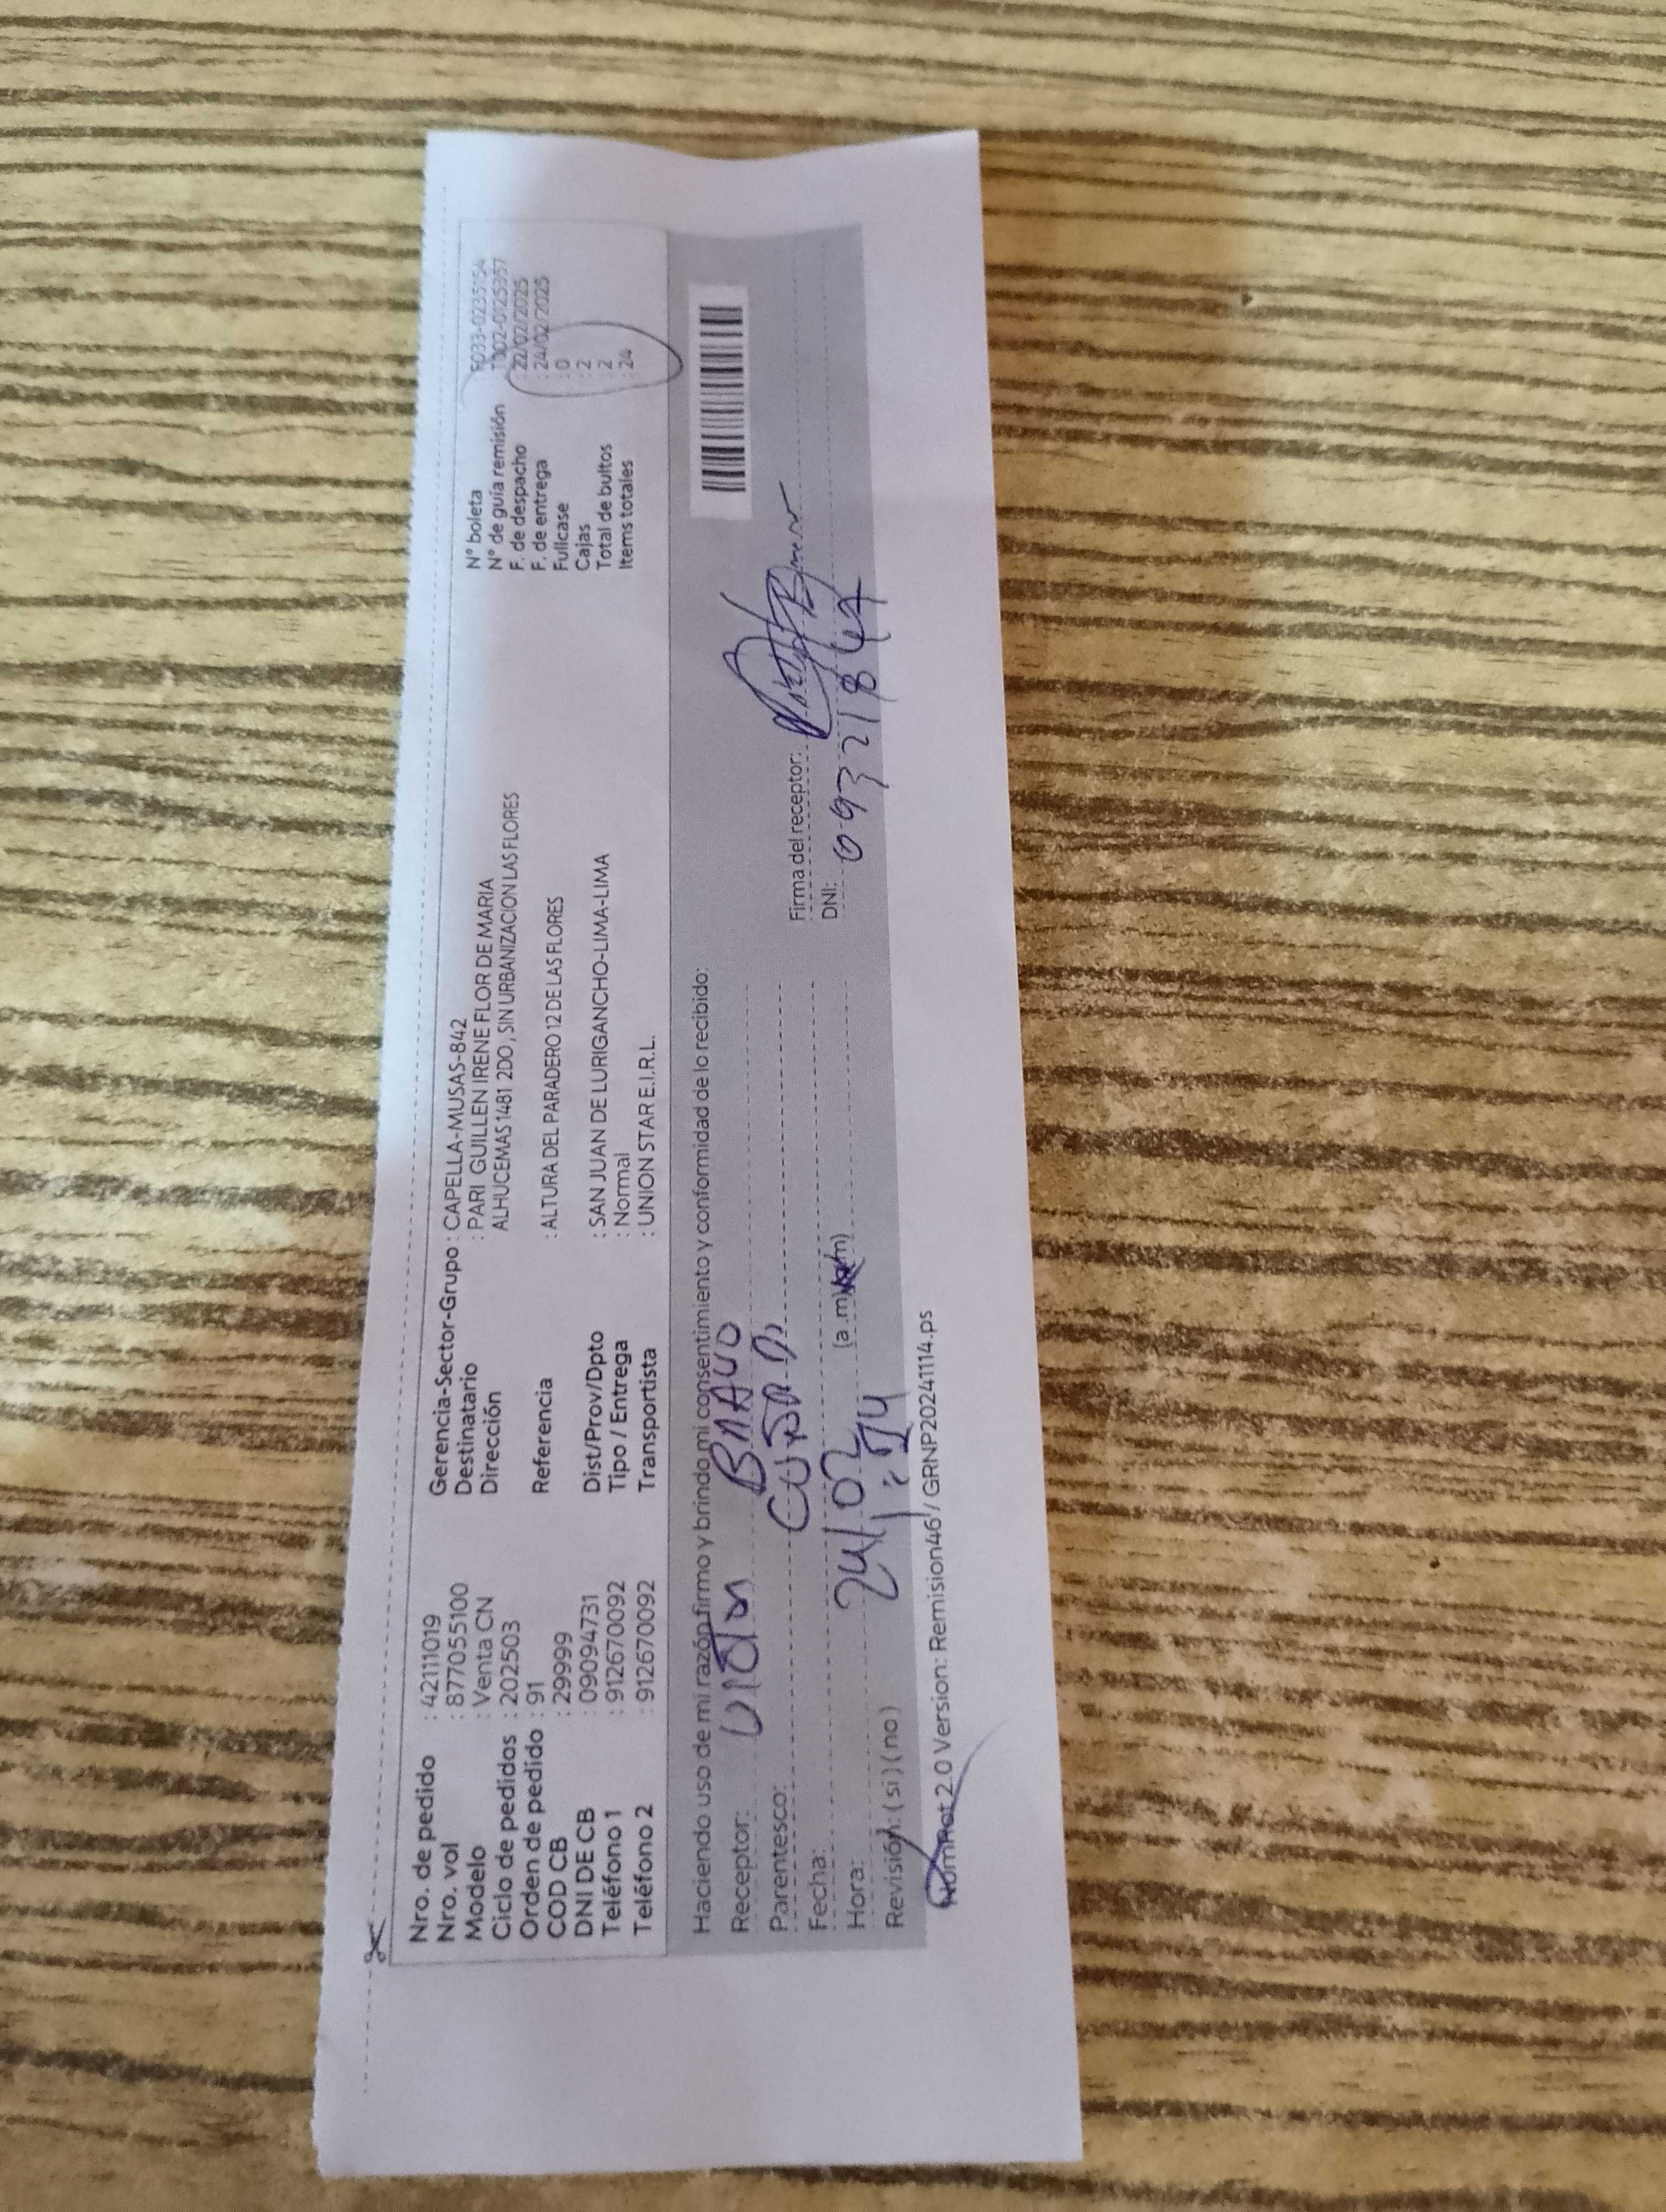 Nro. de pedido : 42111019
Nro. vol : 877055100
Modelo : Venta CN
Ciclo de pedidos : 202503
Orden de pedido : 91
COD CB : 29999
DNI DE CB : 09094731
Teléfono 1 : 912670092
Teléfono 2 : 912670092
Gerencia-Sector-Grupo : CAPELLA-MUSAS-842
Destinatario : PARI GUILLEN IRENE FLOR DE MARIA
Dirección ALHUCEMAS 1481 2DO, SIN URBANIZACION LAS FLORES
Referencia : ALTURA DEL PARADERO 12 DE LAS FLORES
Dist/Prov/Dpto : SAN JUAN DE LURIGANCHO-LIMA-LIMA
Tipo / Entrega : Normal
Transportista : UNION STAR E.I.R.L.
N° boleta
N° de guía remisión
F. de despacho : 22/02/2025
F. de entrega : 24/02/2025
Fullcase : 0
Cajas : 2
Total de bultos : 2
Items totales : 24
Haciendo uso de mi razón firmo y brindo mi consentimiento y conformidad de lo recibido:
Receptor:
Parentesco:
Fecha: 24/02
Hora: (a.m)
Revisión: ( si ) ( no )
Firma del receptor:
DNI:
2.0 Version: Remision46 / GRNP20241114.ps